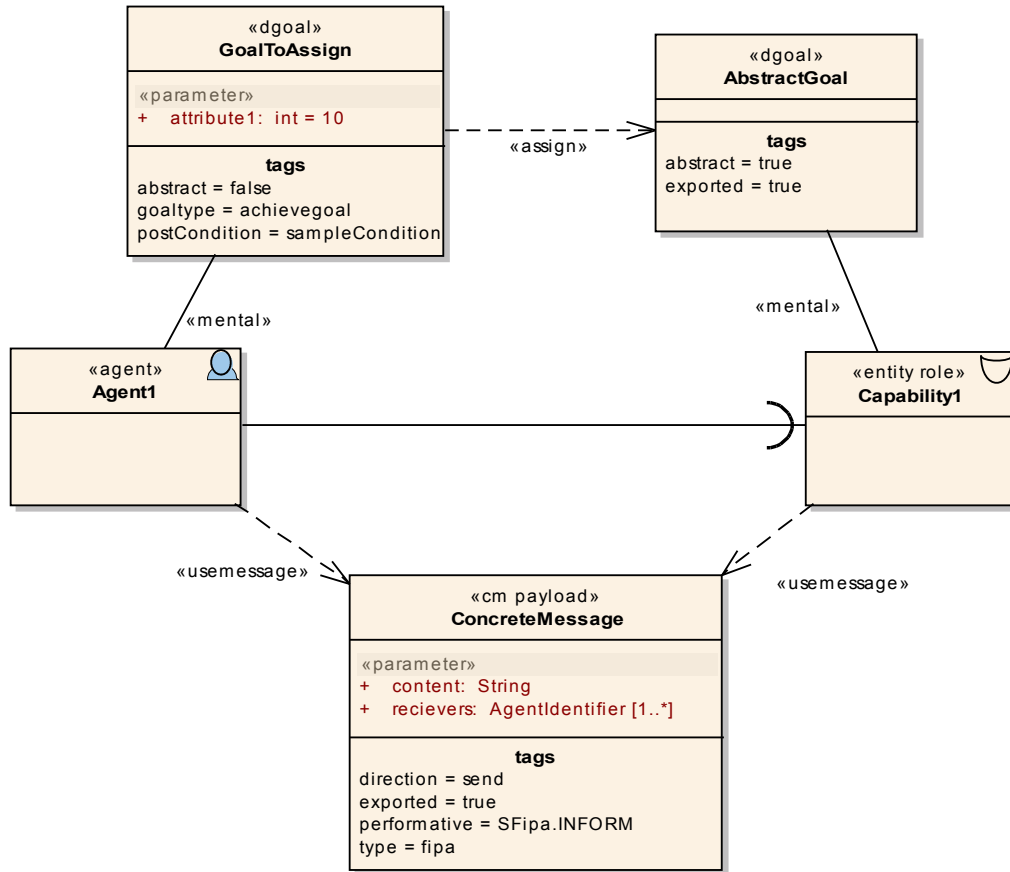 «dgoal»
GoalToAssign
«parameter»
+ attribute1: int = 10
tags
abstract = false
goaltype = achievegoal
postCondition = sampleCondition
«dgoal»
AbstractGoal
tags
abstract = true
exported = true
«assign»
«mental»
«mental»
«agent»
Agent1
«entity role»
Capability1
«usemessage»
«usemessage»
«cm payload»
ConcreteMessage
«parameter»
+ content: String
+ recievers: AgentIdentifier [1..*]
tags
direction = send
exported = true
performative = SFipa.INFORM
type = fipa